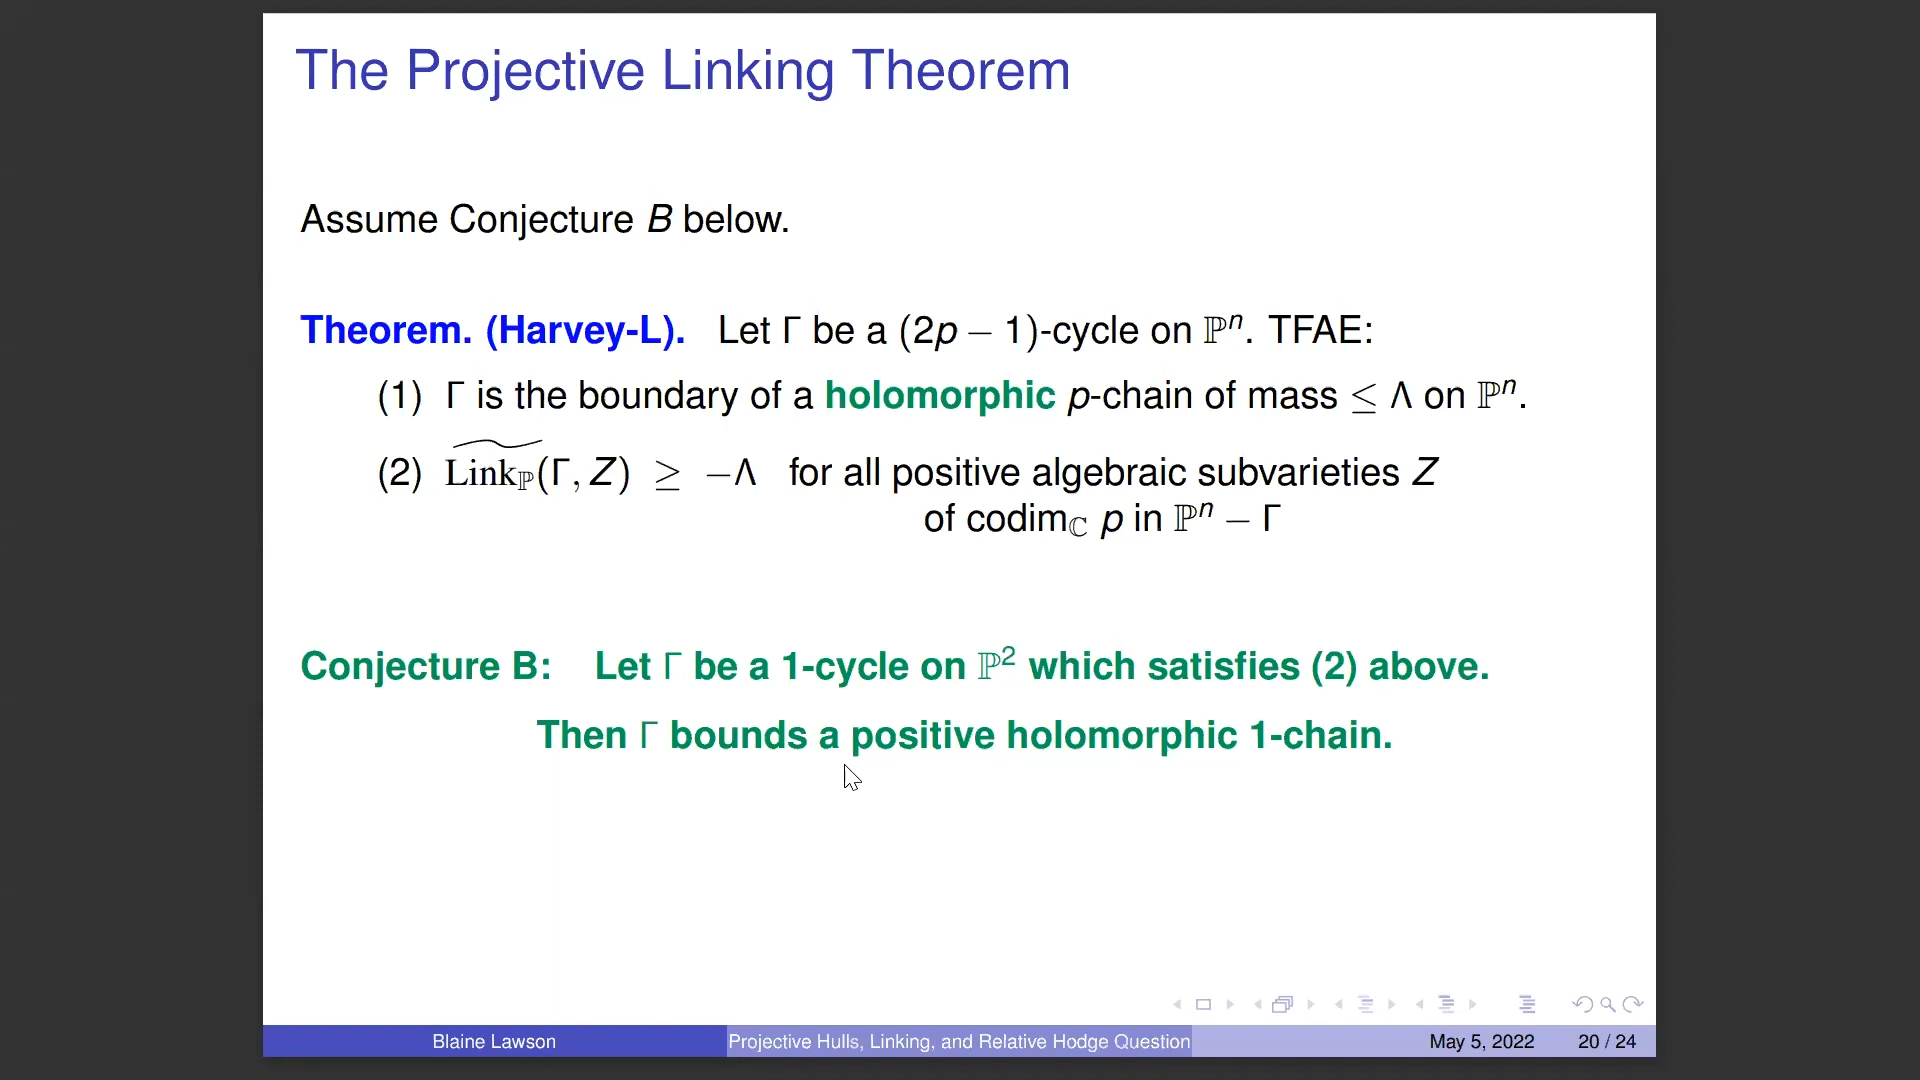 The Projective Linking Theorem
Assume Conjecture B below.
Theorem. (Harvey-L). Let Γ be a (2p − 1)-cycle on ℙⁿ. TFAE:
(1) Γ is the boundary of a holomorphic p-chain of mass ≤ Λ on ℙⁿ.
(2) \widetilde{Link}_ℙ(Γ, Z) ≥ −Λ for all positive algebraic subvarieties Z
of codim_ℂ p in ℙⁿ − Γ
Conjecture B: Let Γ be a 1-cycle on ℙ² which satisfies (2) above.
Then Γ bounds a positive holomorphic 1-chain.
Blaine Lawson Projective Hulls, Linking, and Relative Hodge Question May 5, 2022 20 / 24